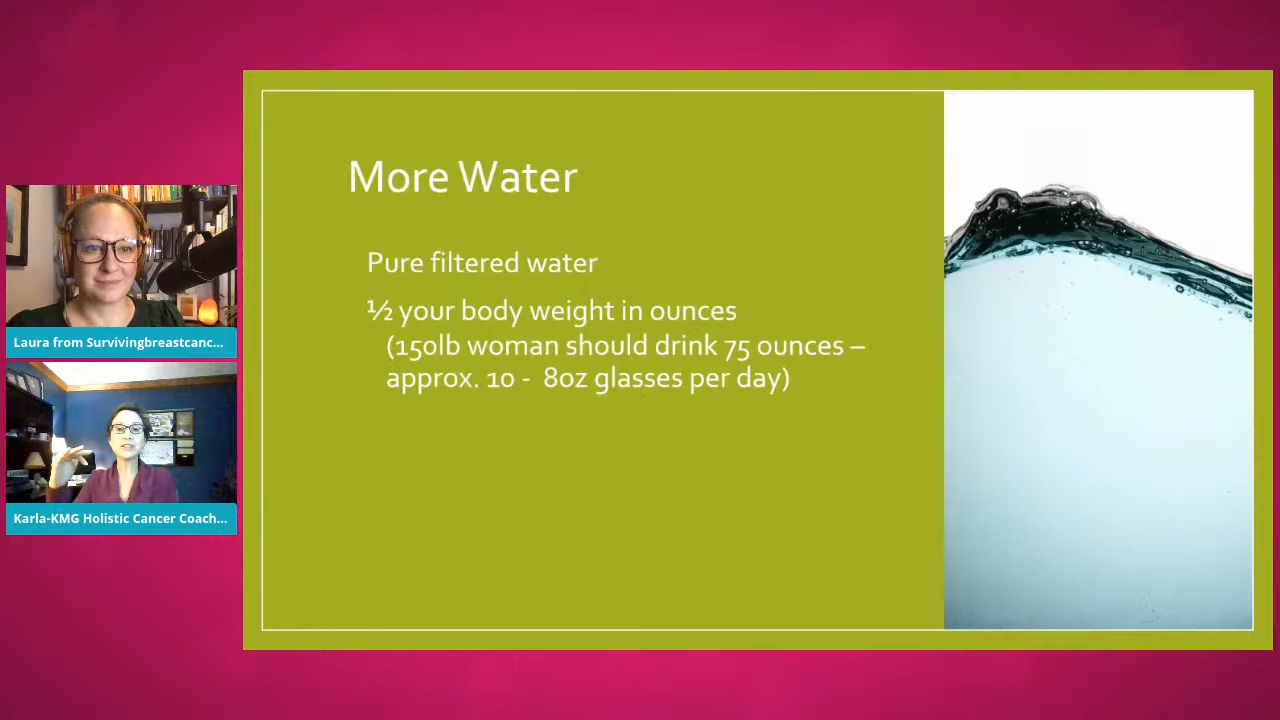 More Water
Pure filtered water
½ your body weight in ounces
(150lb woman should drink 75 ounces –
approx. 10 - 8oz glasses per day)
Laura from Survivingbreastcanc...
Karla-KMG Holistic Cancer Coach...